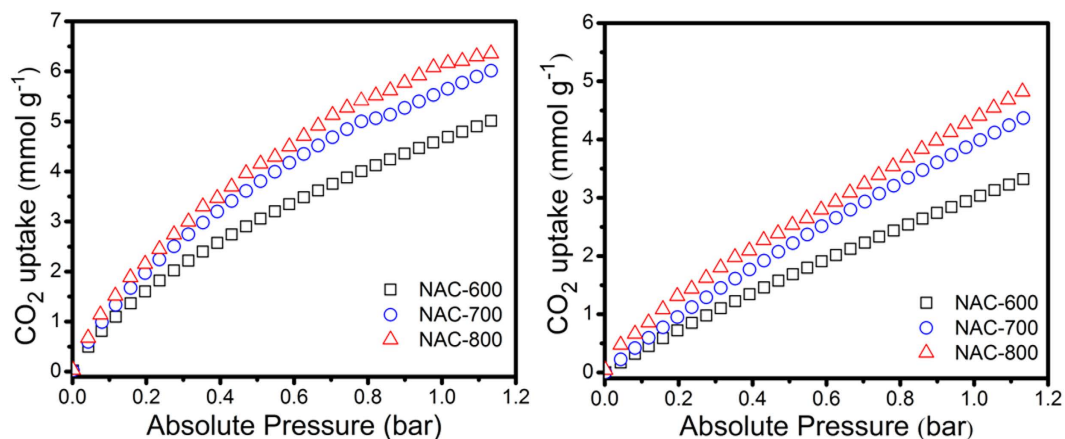 CO2 uptake (mmol g-1)
7
6
5
4
3
2
1
0
NAC-600
NAC-700
NAC-800
0.0 0.2 0.4 0.6 0.8 1.0 1.2
Absolute Pressure (bar)
CO2 uptake (mmol g-1)
6
5
4
3
2
1
0
NAC-600
NAC-700
NAC-800
0.0 0.2 0.4 0.6 0.8 1.0 1.2
Absolute Pressure (bar)